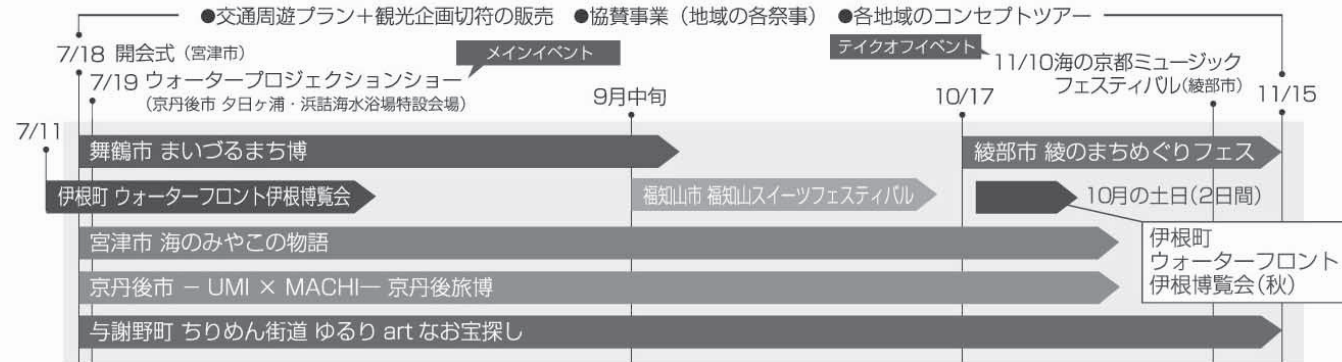 ●交通周遊プラン＋観光企画切符の販売 ●協賛事業（地域の各祭事）●各地域のコンセプトツアー
7/18 開会式（宮津市）
メインイベント
テイクオフイベント
7/19 ウォータープロジェクションショー
（京丹後市 夕日ヶ浦・浜詰海水浴場特設会場）
11/10海の京都ミュージック
フェスティバル（綾部市）
9月中旬
10/17
11/15
7/11
舞鶴市 まいづるまち博
綾部市 綾のまちめぐりフェス
伊根町 ウォーターフロント伊根博覧会
福知山市 福知山スイーツフェスティバル
10月の土日（2日間）
宮津市 海のみやこの物語
伊根町
ウォーターフロント
伊根博覧会（秋）
京丹後市 － UMI × MACHI― 京丹後旅博
与謝野町 ちりめん街道 ゆるり art なお宝探し